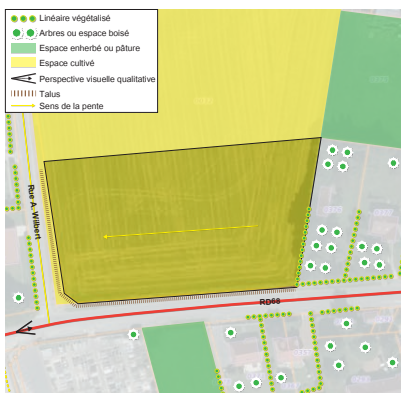 Linéaire végétalisé
Arbres ou espace boisé
Espace enherbé ou pâture
Espace cultivé
Perspective visuelle qualitative
Talus
Sens de la pente
Rue A. Wilbert
RD68